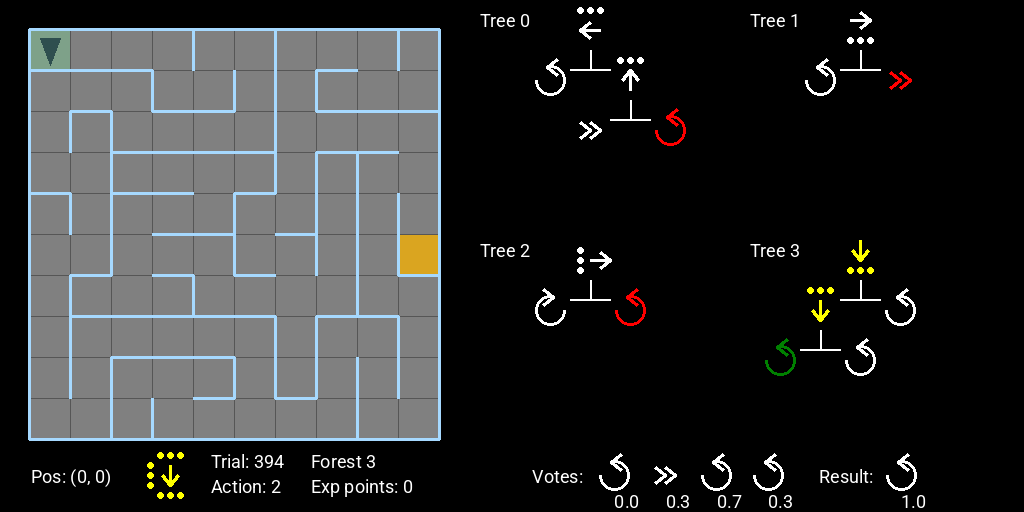 Tree 0
Tree 1
Tree 2
Tree 3
Pos: (0, 0)
Trial: 394
Forest 3
Action: 2
Exp points: 0
Votes:
Result:
0.0
0.3
0.7
0.3
1.0